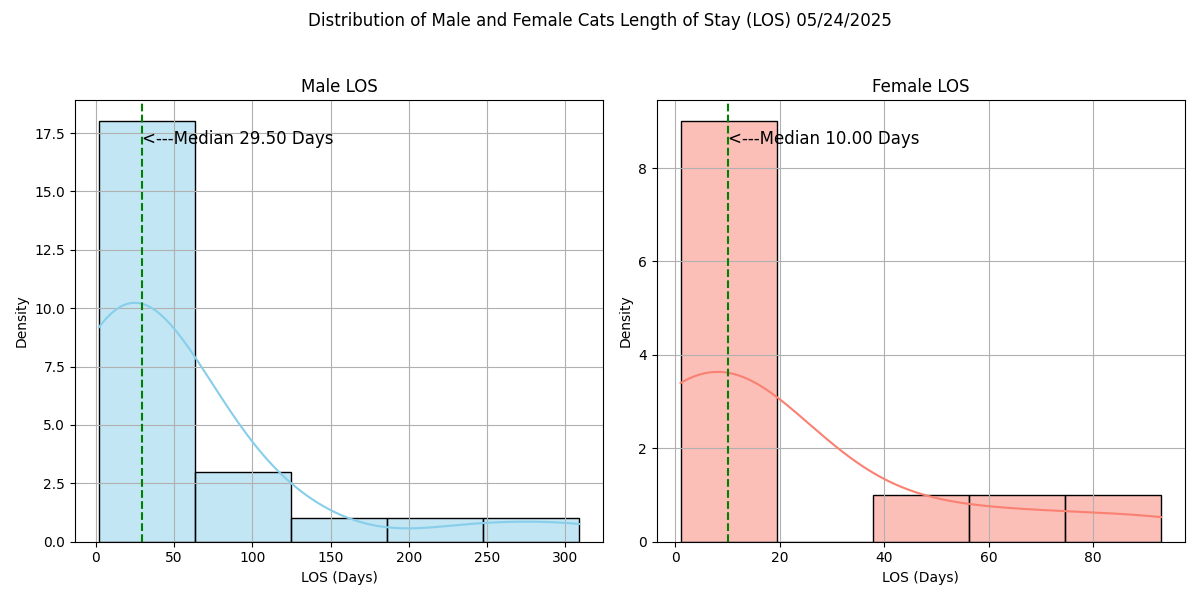 Distribution of Male and Female Cats Length of Stay (LOS) 05/24/2025
Male LOS
Female LOS
<---Median 29.50 Days
<---Median 10.00 Days
17.5
15.0
12.5
10.0
7.5
5.0
2.5
0.0
Density
0 50 100 150 200 250 300
LOS (Days)
8
6
4
2
0
Density
0 20 40 60 80
LOS (Days)